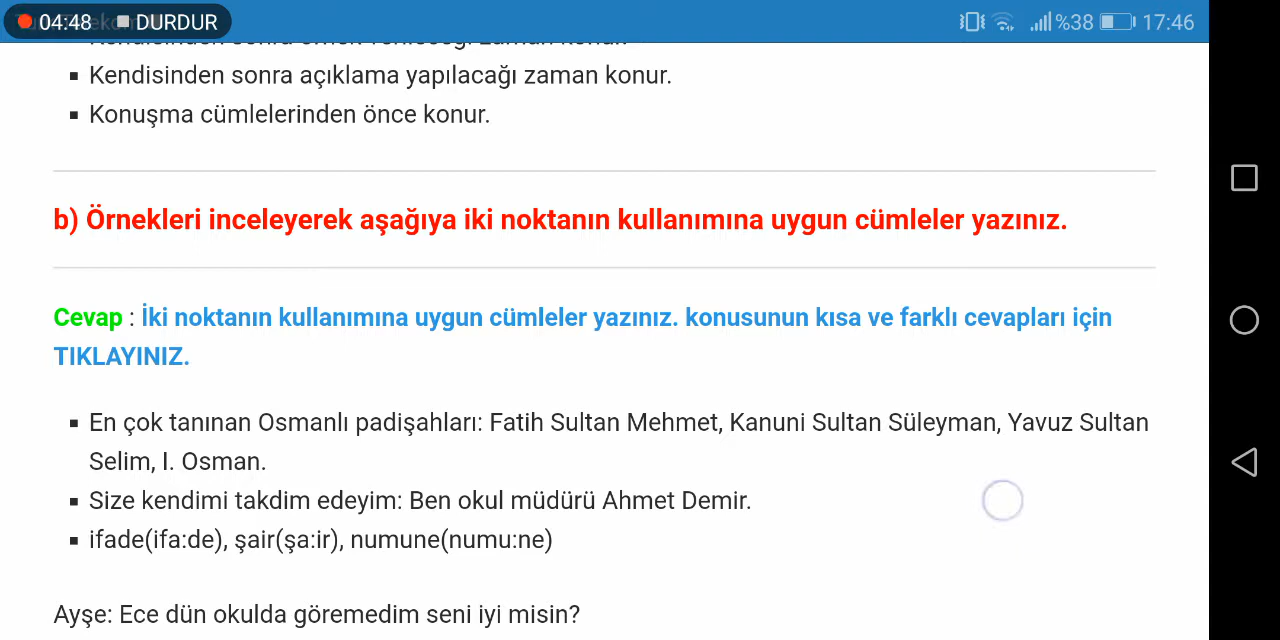 04:48 DURDUR %38 17:46
Kendisinden sonra açıklama yapılacağı zaman konur.
Konuşma cümlelerinden önce konur.
b) Örnekleri inceleyerek aşağıya iki noktanın kullanımına uygun cümleler yazınız.
Cevap : İki noktanın kullanımına uygun cümleler yazınız. konusunun kısa ve farklı cevapları için
TIKLAYINIZ.
En çok tanınan Osmanlı padişahları: Fatih Sultan Mehmet, Kanuni Sultan Süleyman, Yavuz Sultan
Selim, I. Osman.
Size kendimi takdim edeyim: Ben okul müdürü Ahmet Demir.
ifade(ifa:de), şair(şa:ir), numune(numu:ne)
Ayşe: Ece dün okulda göremedim seni iyi misin?